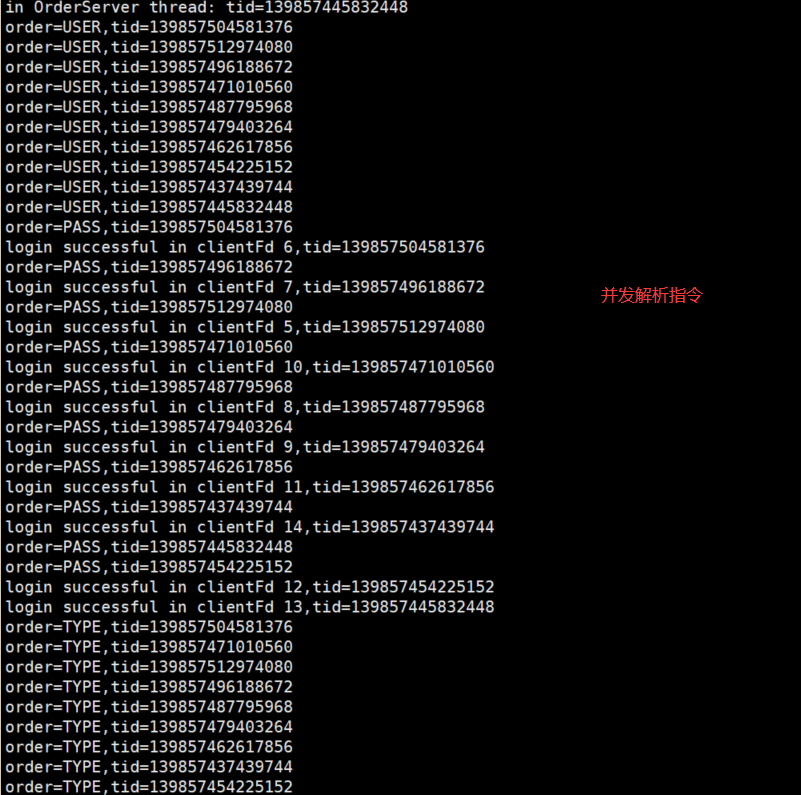 in OrderServer thread: tid=139857445832448
order=USER,tid=139857504581376
order=USER,tid=139857512974080
order=USER,tid=139857496188672
order=USER,tid=139857471010560
order=USER,tid=139857487795968
order=USER,tid=139857479403264
order=USER,tid=139857462617856
order=USER,tid=139857454225152
order=USER,tid=139857437439744
order=USER,tid=139857445832448
order=PASS,tid=139857504581376
login successful in clientFd 6,tid=139857504581376
order=PASS,tid=139857496188672
login successful in clientFd 7,tid=139857496188672
并发解析指令
order=PASS,tid=139857512974080
login successful in clientFd 5,tid=139857512974080
order=PASS,tid=139857471010560
login successful in clientFd 10,tid=139857471010560
order=PASS,tid=139857487795968
login successful in clientFd 8,tid=139857487795968
order=PASS,tid=139857479403264
login successful in clientFd 9,tid=139857479403264
order=PASS,tid=139857462617856
login successful in clientFd 11,tid=139857462617856
order=PASS,tid=139857437439744
login successful in clientFd 14,tid=139857437439744
order=PASS,tid=139857445832448
order=PASS,tid=139857454225152
login successful in clientFd 12,tid=139857454225152
login successful in clientFd 13,tid=139857445832448
order=TYPE,tid=139857504581376
order=TYPE,tid=139857471010560
order=TYPE,tid=139857512974080
order=TYPE,tid=139857496188672
order=TYPE,tid=139857487795968
order=TYPE,tid=139857479403264
order=TYPE,tid=139857462617856
order=TYPE,tid=139857437439744
order=TYPE,tid=139857454225152